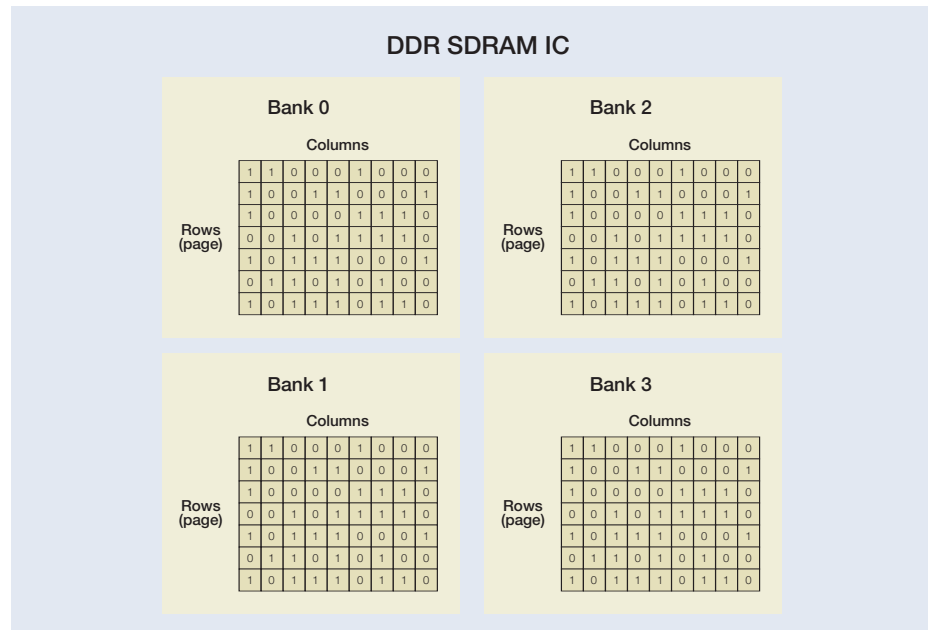 DDR SDRAM IC
Bank 0
Columns
Rows
(page)
1 1 0 0 0 1 0 0 0
1 0 0 1 1 0 0 0 1
1 0 0 0 0 1 1 1 0
0 0 1 0 1 1 1 1 0
1 0 1 1 1 0 0 0 1
0 1 1 0 1 0 1 0 0
1 0 1 1 1 0 1 1 0
Bank 2
Columns
Rows
(page)
1 1 0 0 0 1 0 0 0
1 0 0 1 1 0 0 0 1
1 0 0 0 0 1 1 1 0
0 0 1 0 1 1 1 1 0
1 0 1 1 1 0 0 0 1
0 1 1 0 1 0 1 0 0
1 0 1 1 1 0 1 1 0
Bank 1
Columns
Rows
(page)
1 1 0 0 0 1 0 0 0
1 0 0 1 1 0 0 0 1
1 0 0 0 0 1 1 1 0
0 0 1 0 1 1 1 1 0
1 0 1 1 1 0 0 0 1
0 1 1 0 1 0 1 0 0
1 0 1 1 1 0 1 1 0
Bank 3
Columns
Rows
(page)
1 1 0 0 0 1 0 0 0
1 0 0 1 1 0 0 0 1
1 0 0 0 0 1 1 1 0
0 0 1 0 1 1 1 1 0
1 0 1 1 1 0 0 0 1
0 1 1 0 1 0 1 0 0
1 0 1 1 1 0 1 1 0